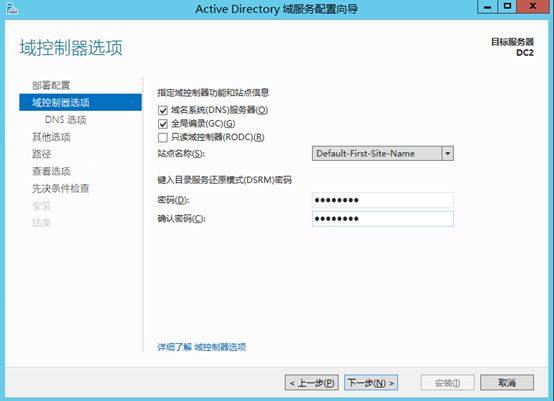 Active Directory 域服务配置向导
域控制器选项
目标服务器
DC2
部署配置
域控制器选项
DNS 选项
其他选项
路径
查看选项
先决条件检查
安装
结果
指定域控制器功能和站点信息
域名系统(DNS)服务器(O)
全局编录(GC)(G)
只读域控制器(RODC)(R)
站点名称(S):
Default-First-Site-Name
键入目录服务还原模式(DSRM)密码
密码(D):
●●●●●●●●
确认密码(C):
●●●●●●●●
详细了解 域控制器选项
< 上一步(P)
下一步(N) >
安装(I)
取消